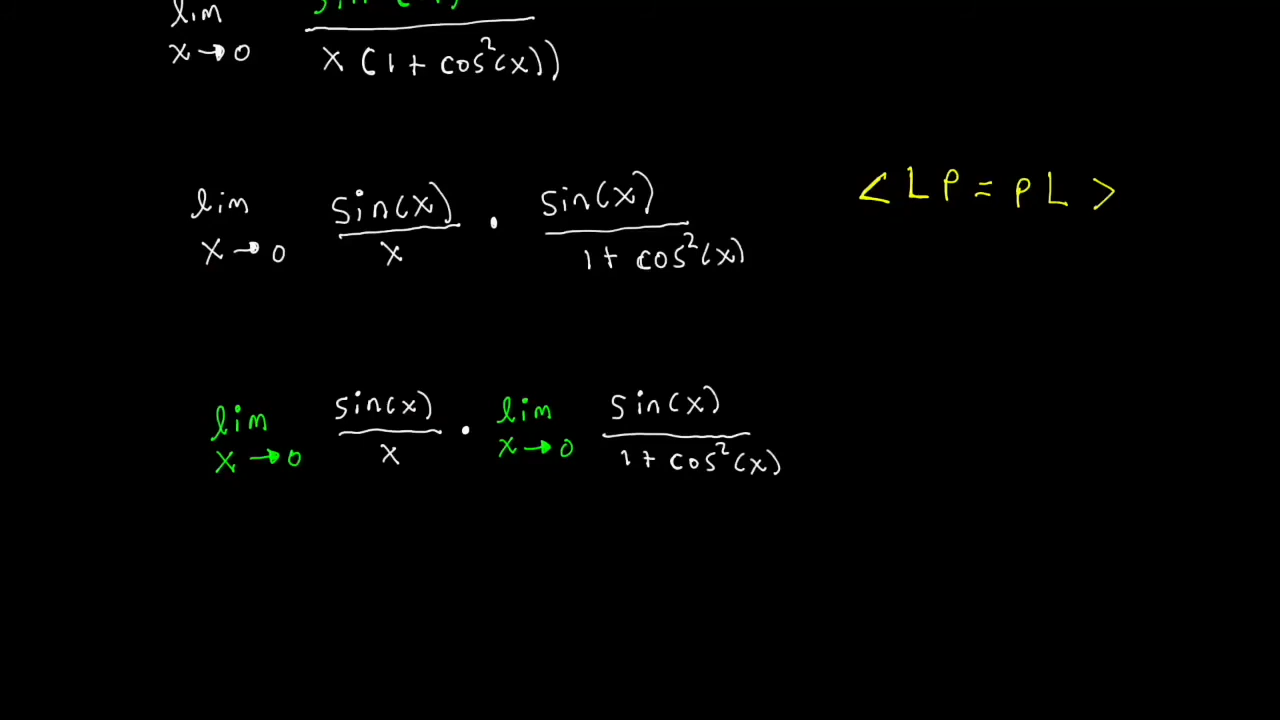 lim
x→0 x (1 + cos²(x))
lim sin(x)/x · sin(x)/(1 + cos²(x))
x→0
< LP = PL >
lim sin(x)/x · lim sin(x)/(1 + cos²(x))
x→0 x→0